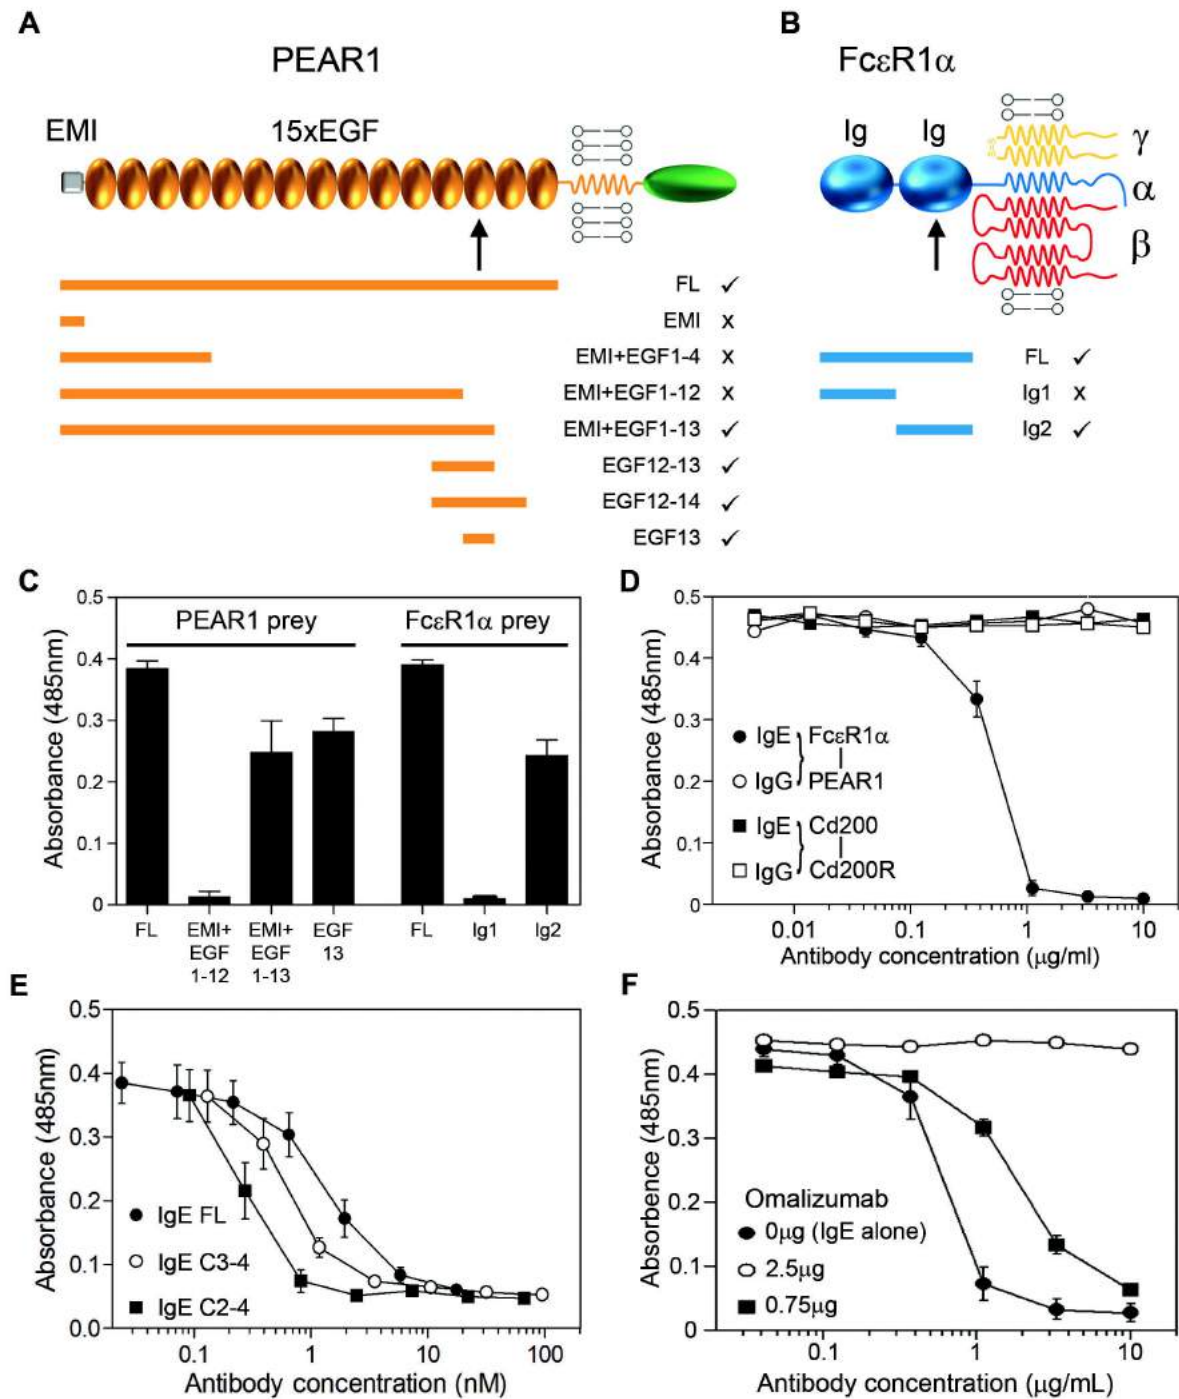 A
PEAR1
EMI
15xEGF
FL ✓
EMI x
EMI+EGF1-4 x
EMI+EGF1-12 x
EMI+EGF1-13 ✓
EGF12-13 ✓
EGF12-14 ✓
EGF13 ✓
B
FcεR1α
Ig Ig
γ
α
β
FL ✓
Ig1 x
Ig2 ✓
C
Absorbance (485nm)
0.5
0.4
0.3
0.2
0.1
0
PEAR1 prey
FcεR1α prey
FL
EMI+
EGF
1-12
EMI+
EGF
1-13
EGF
13
FL
Ig1
Ig2
D
Absorbance (485nm)
0.5
0.4
0.3
0.2
0.1
0
IgE
IgG
FcεR1α
PEAR1
IgE
IgG
Cd200
Cd200R
0.01 0.1 1 10
Antibody concentration (μg/ml)
E
Absorbance (485nm)
0.5
0.4
0.3
0.2
0.1
0
IgE FL
IgE C3-4
IgE C2-4
0.1 1 10 100
Antibody concentration (nM)
F
Absorbence (485nm)
0.5
0.4
0.3
0.2
0.1
0
Omalizumab
0μg (IgE alone)
2.5μg
0.75μg
0.1 1 10
Antibody concentration (μg/mL)